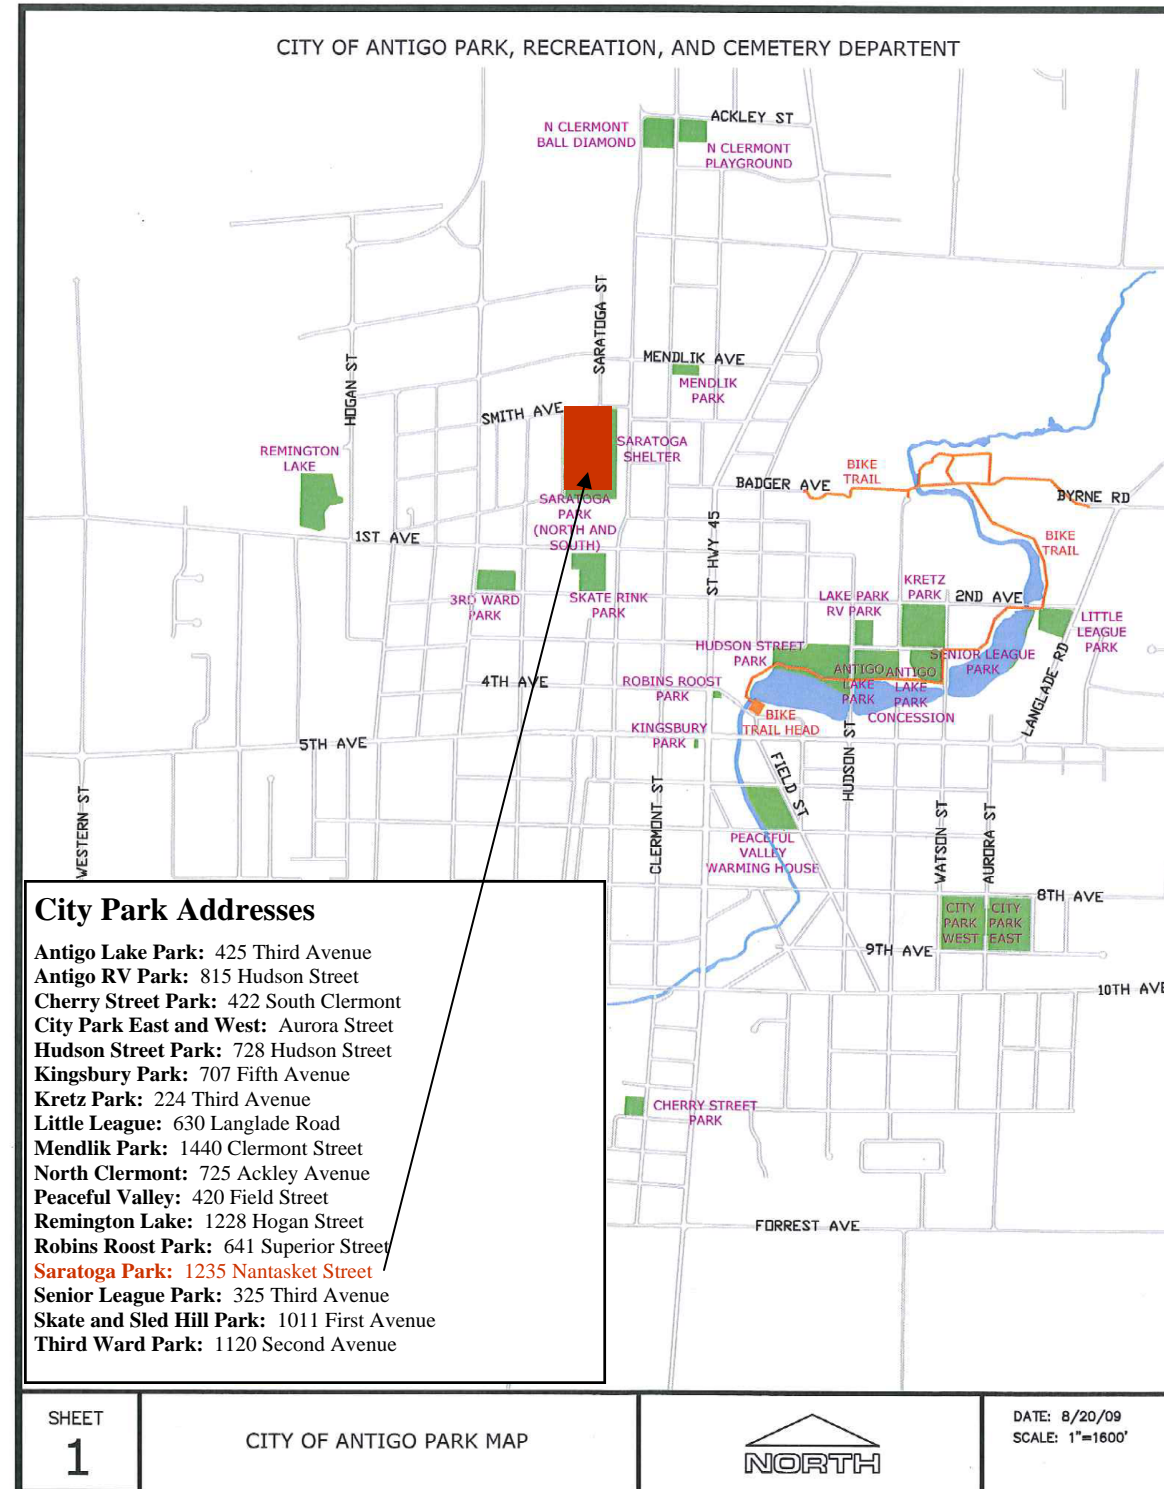 CITY OF ANTIGO PARK, RECREATION, AND CEMETERY DEPARTENT
ACKLEY ST
N CLERMONT
BALL DIAMOND
N CLERMONT
PLAYGROUND
SARATOGA ST
HOGAN ST
MENDLIK AVE
MENDLIK
PARK
SMITH AVE
SARATOGA
SHELTER
REMINGTON
LAKE
BIKE
TRAIL
BADGER AVE
BYRNE RD
SARATOGA
PARK
(NORTH AND
SOUTH)
1ST AVE
ST HWY 45
BIKE
TRAIL
3RD WARD
PARK
SKATE RINK
PARK
LAKE PARK
RV PARK
KRETZ
PARK
2ND AVE
LITTLE
LEAGUE
PARK
HUDSON STREET
PARK
SENIOR LEAGUE
PARK
ANTIGO
LAKE
PARK
ANTIGO
LAKE
PARK
CONCESSION
LANGLADE RD
4TH AVE
ROBINS ROOST
PARK
BIKE
TRAIL HEAD
KINGSBURY
PARK
5TH AVE
FIELD ST
HUDSON ST
WESTERN ST
CLERMONT ST
WATSON ST
AURORA ST
PEACEFUL
VALLEY
WARMING HOUSE
8TH AVE
CITY
PARK
WEST
CITY
PARK
EAST
9TH AVE
10TH AVE
CHERRY STREET
PARK
FORREST AVE
City Park Addresses
Antigo Lake Park: 425 Third Avenue
Antigo RV Park: 815 Hudson Street
Cherry Street Park: 422 South Clermont
City Park East and West: Aurora Street
Hudson Street Park: 728 Hudson Street
Kingsbury Park: 707 Fifth Avenue
Kretz Park: 224 Third Avenue
Little League: 630 Langlade Road
Mendlik Park: 1440 Clermont Street
North Clermont: 725 Ackley Avenue
Peaceful Valley: 420 Field Street
Remington Lake: 1228 Hogan Street
Robins Roost Park: 641 Superior Street
Saratoga Park: 1235 Nantasket Street
Senior League Park: 325 Third Avenue
Skate and Sled Hill Park: 1011 First Avenue
Third Ward Park: 1120 Second Avenue
SHEET
1
CITY OF ANTIGO PARK MAP
NORTH
DATE: 8/20/09
SCALE: 1"=1600'